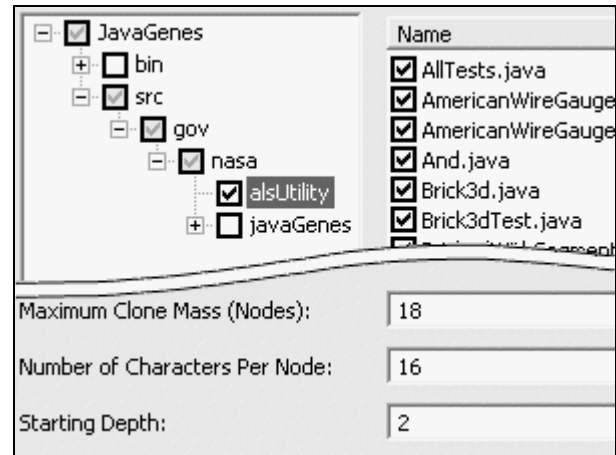 JavaGenes
bin
src
gov
nasa
alsUtility
javaGenes
Name
AllTests.java
AmericanWireGauge
AmericanWireGauge
And.java
Brick3d.java
Brick3dTest.java
Maximum Clone Mass (Nodes):
18
Number of Characters Per Node:
16
Starting Depth:
2